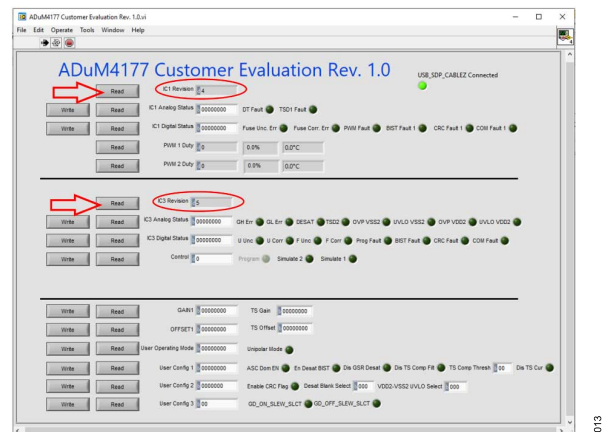 ADuM4177 Customer Evaluation Rev. 1.0.vi
File Edit Operate Tools Window Help
ADuM4177 Customer Evaluation Rev. 1.0
USB_SDP_CABLEZ Connected
Read IC1 Revision 4
Write Read IC1 Analog Status 00000000 DT Fault TSD1 Fault
Write Read IC1 Digital Status 00000000 Fuse Unc. Err Fuse Corr. Err PWM Fault BIST Fault 1 CRC Fault 1 COM Fault 1
Read PWM 1 Duty 0 0.0% 0.0°C
Read PWM 2 Duty 0 0.0% 0.0°C
Read IC3 Revision 5
Write Read IC3 Analog Status 00000000 GH Err GL Err DESAT TSD2 OVP VSS2 UVLO VSS2 OVP VDD2 UVLO VDD2
Write Read IC3 Digital Status 00000000 U Unc U Corr F Unc F Corr Prog Fault BIST Fault CRC Fault COM Fault
Write Read Control 0 Program Simulate 2 Simulate 1
Write Read GAIN1 00000000 TS Gain 00000000
Write Read OFFSET1 00000000 TS Offset 00000000
Write Read User Operating Mode 00000000 Unipolar Mode
Write Read User Config 1 00000000 ASC Dom EN En Desat BIST Dis GSR Desat Dis TS Comp Filt TS Comp Thresh 00 Dis TS Cur
Write Read User Config 2 00000000 Enable CRC Flag Desat Blank Select 000 VDD2-VSS2 UVLO Select 000
Write Read User Config 3 00 GD_ON_SLEW_SLCT GD_OFF_SLEW_SLCT
013